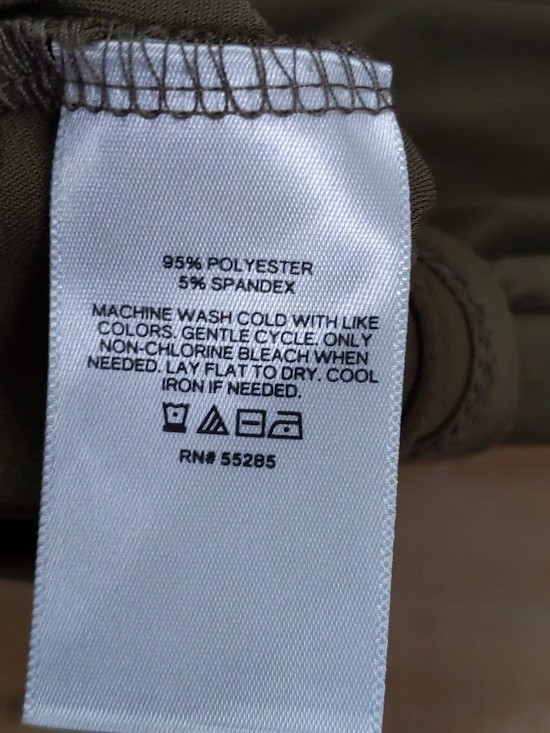 95% POLYESTER
5% SPANDEX
MACHINE WASH COLD WITH LIKE
COLORS. GENTLE CYCLE. ONLY
NON-CHLORINE BLEACH WHEN
NEEDED. LAY FLAT TO DRY. COOL
IRON IF NEEDED.
RN# 55285